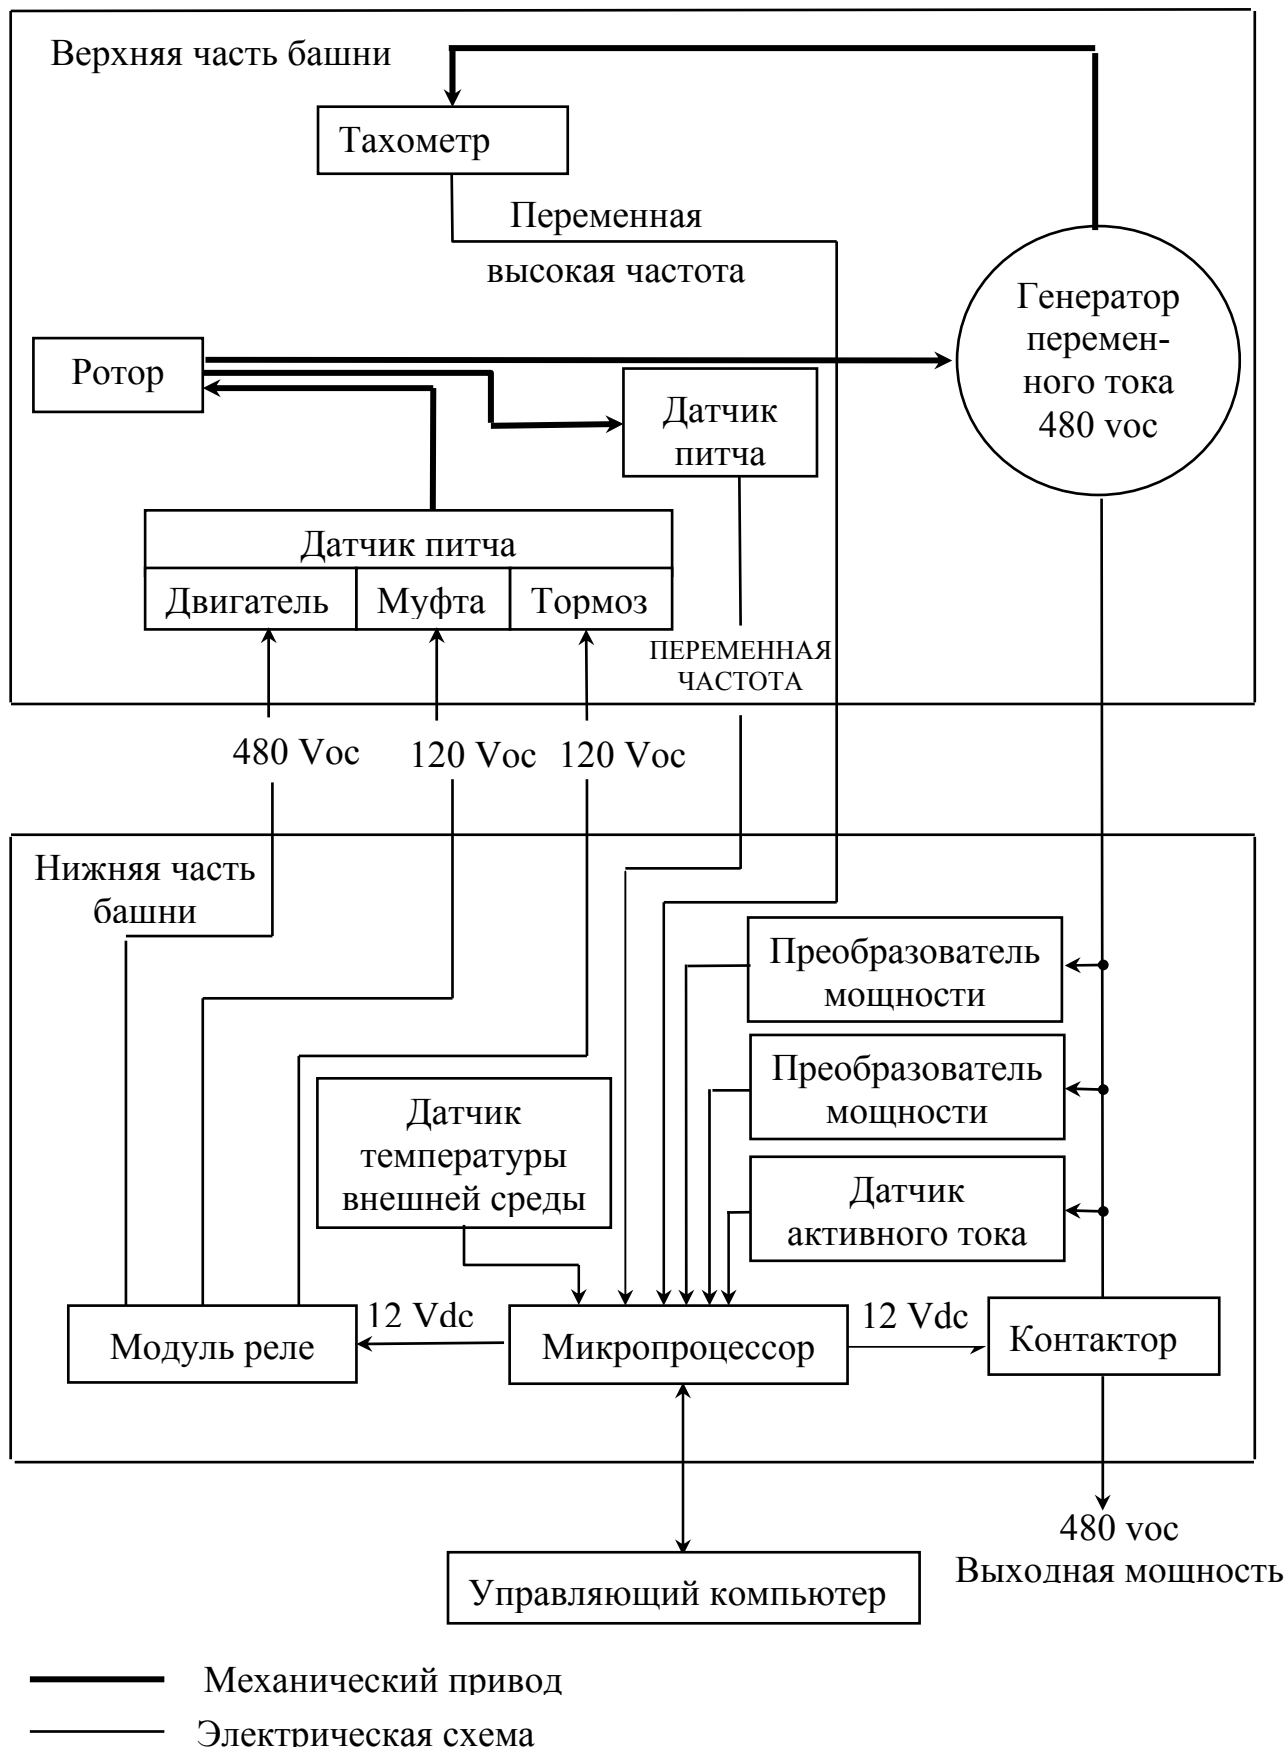 Верхняя часть башни
Тахометр
Переменная
высокая частота
Генератор
перемен-
ного тока
480 voc
Ротор
Датчик
питча
Датчик питча
Двигатель
Муфта
Тормоз
ПЕРЕМЕННАЯ
ЧАСТОТА
480 Voc
120 Voc
120 Voc
Нижняя часть
башни
Преобразователь
мощности
Преобразователь
мощности
Датчик
температуры
внешней среды
Датчик
активного тока
12 Vdc
12 Vdc
Модуль реле
Микропроцессор
Контактор
480 voc
Выходная мощность
Управляющий компьютер
Механический привод
Электрическая схема